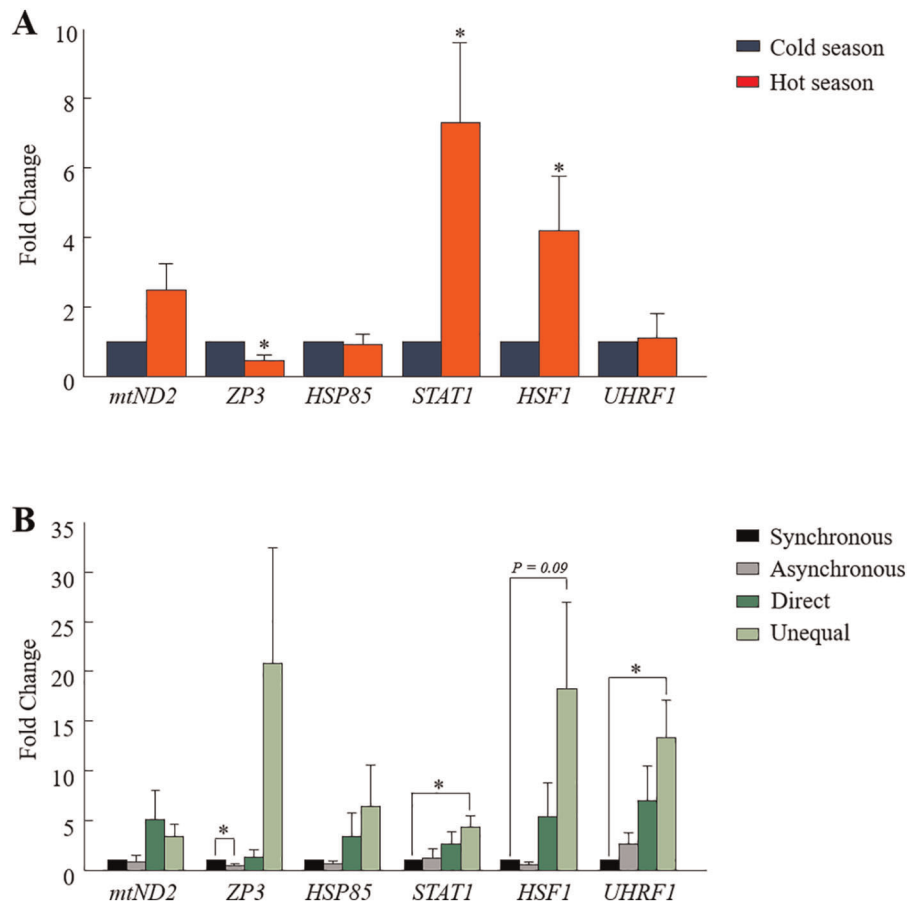 A
10
8
6
4
2
0
Fold Change
*
*
*
mtND2 ZP3 HSP85 STAT1 HSF1 UHRF1
Cold season
Hot season
B
35
30
25
20
15
10
5
0
Fold Change
P = 0.09
*
*
*
mtND2 ZP3 HSP85 STAT1 HSF1 UHRF1
Synchronous
Asynchronous
Direct
Unequal